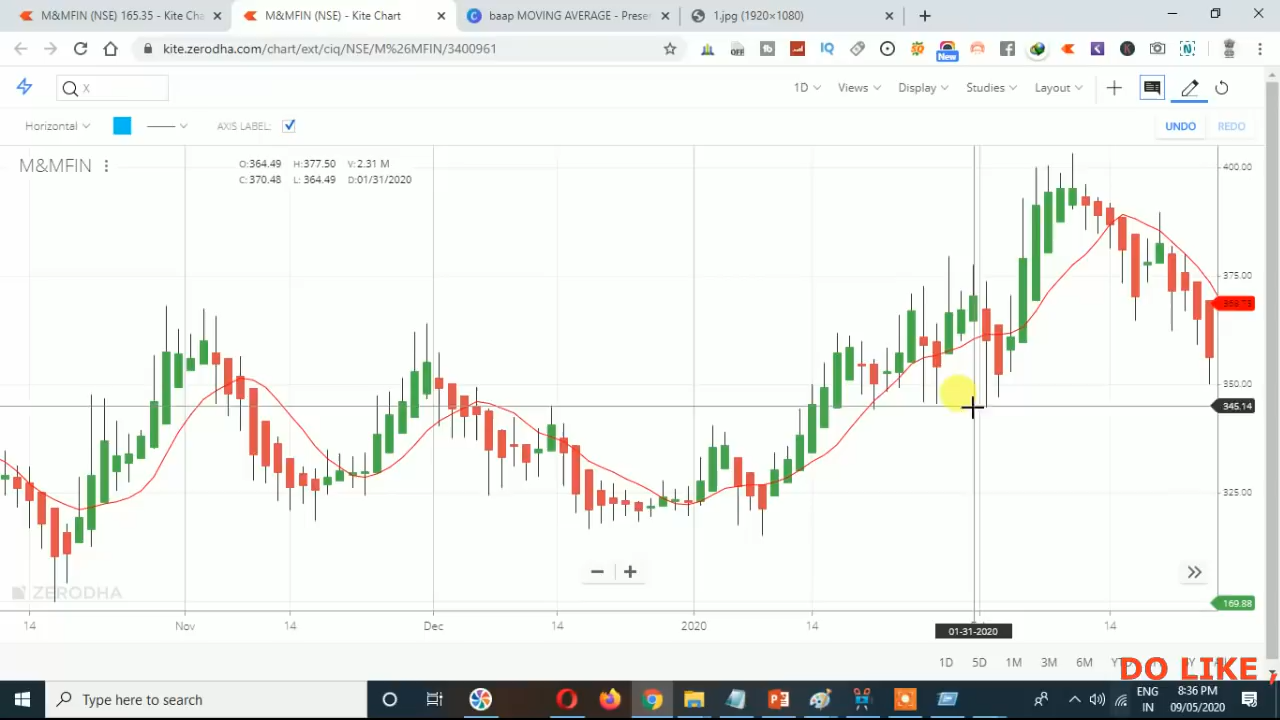 M&MFIN (NSE) 165.35 - Kite Cha
M&MFIN (NSE) - Kite Chart
baap MOVING AVERAGE - Prese
1.jpg (1920×1080)
kite.zerodha.com/chart/ext/ciq/NSE/M%26MFIN/3400961
OFF
IQ
New
X
1D
Views
Display
Studies
Layout
Horizontal
AXIS LABEL:
UNDO
REDO
M&MFIN
O:364.49 H:377.50 V:2.31 M
C:370.48 L: 364.49 D:01/31/2020
400.00
375.00
350.00
345.14
325.00
169.88
ZERODHA
14
Nov
14
Dec
14
2020
14
01-31-2020
14
1D
5D
1M
3M
6M
DO LIKE ,
Type here to search
ENG
IN
8:36 PM
09/05/2020